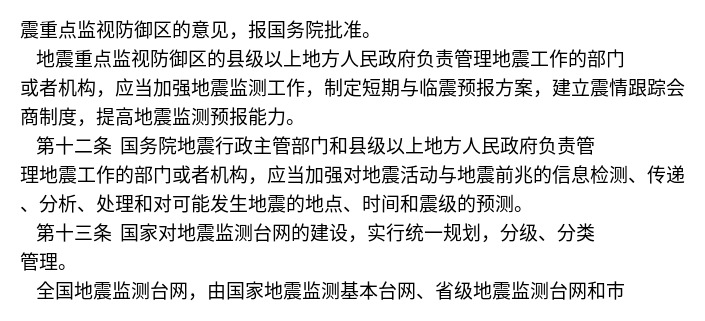 震重点监视防御区的意见，报国务院批准。
地震重点监视防御区的县级以上地方人民政府负责管理地震工作的部门
或者机构，应当加强地震监测工作，制定短期与临震预报方案，建立震情跟踪会
商制度，提高地震监测预报能力。
第十二条 国务院地震行政主管部门和县级以上地方人民政府负责管
理地震工作的部门或者机构，应当加强对地震活动与地震前兆的信息检测、传递
、分析、处理和对可能发生地震的地点、时间和震级的预测。
第十三条 国家对地震监测台网的建设，实行统一规划，分级、分类
管理。
全国地震监测台网，由国家地震监测基本台网、省级地震监测台网和市